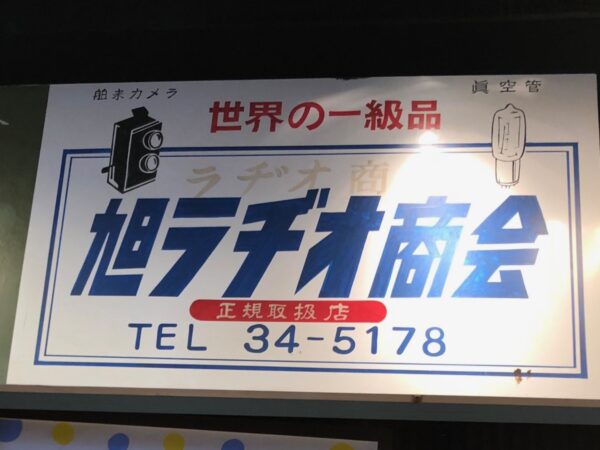 舶来カメラ
眞空管
世界の一級品
ラヂオ商
旭ラヂオ商会
正規取扱店
TEL 34-5178